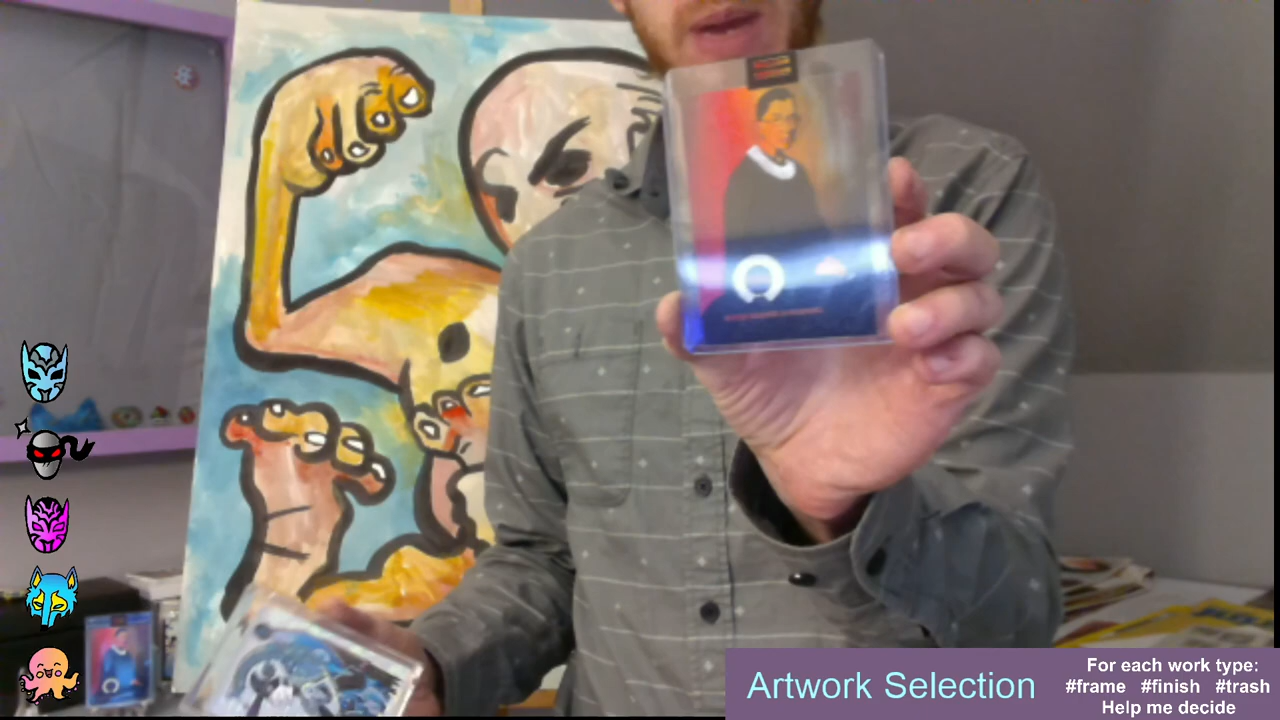 Artwork Selection
For each work type:
#frame #finish #trash
Help me decide